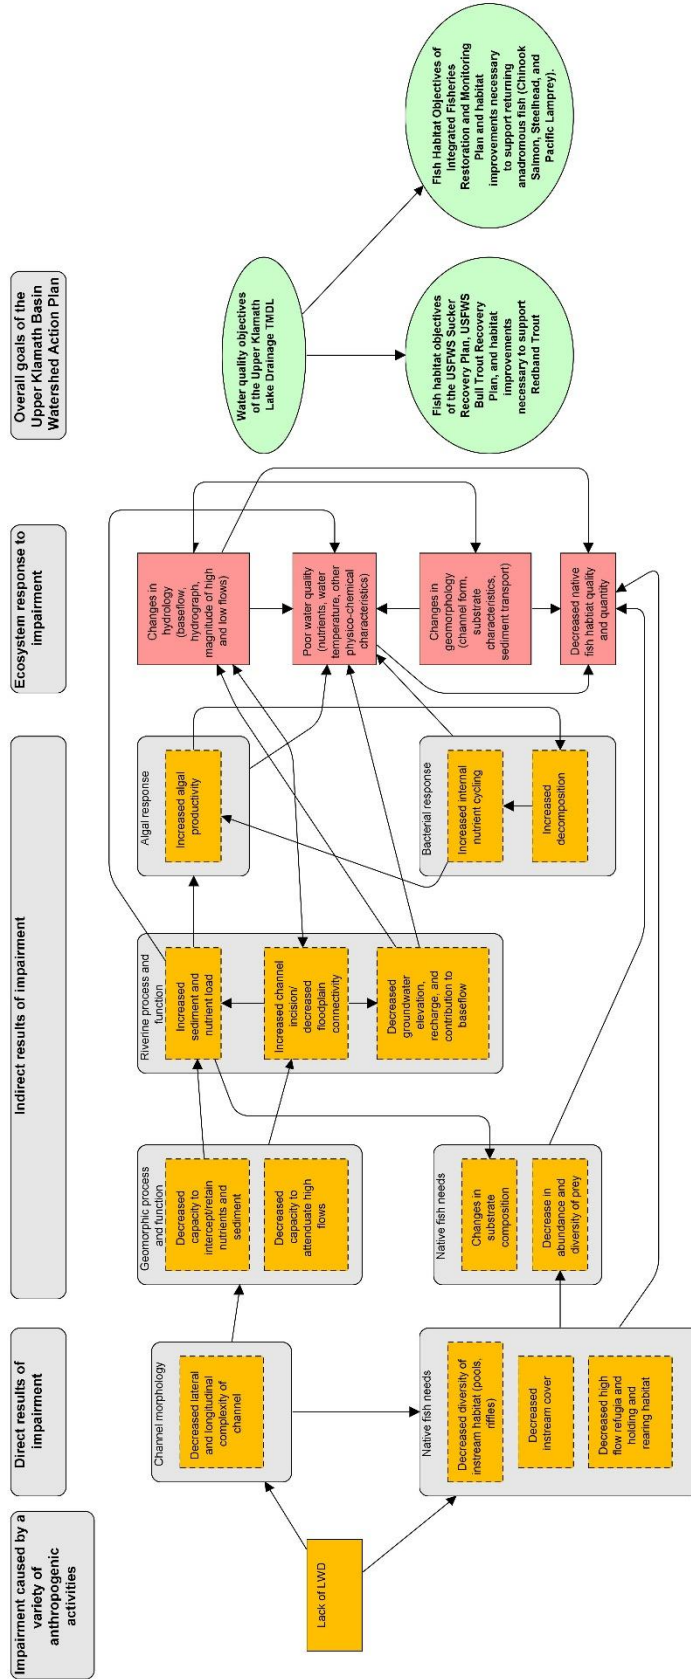 Impairment caused by a
variety of
anthropogenic
activities
Direct results of
impairment
Indirect results of impairment
Ecosystem response to
impairment
Overall goals of the
Upper Klamath Basin
Watershed Action Plan
Lack of LWD
Channel morphology
Decreased lateral
and longitudinal
complexity of
channel
Native fish needs
Decreased diversity of
instream habitat (pools,
riffles)
Decreased
instream cover
Decreased high
flow refugia and
holding and
rearing habitat
Geomorphic process
and function
Decreased
capacity to
intercept/retain
nutrients and
sediment
Decreased
capacity to
attenduate high
flows
Native fish needs
Changes in
substrate
composition
Decrease in
abundance and
diversity of prey
Riverine process and
function
Increased
sediment and
nutrient load
Increased channel
incision/
decreased
floodplain
connectivity
Decreased
groundwater
elevation,
recharge, and
contribution to
baseflow
Algal response
Increased algal
productivity
Bacterial response
Increased internal
nutrient cycling
Increased
decomposition
Changes in
hydrology
(baseflow,
hydrograph,
magnitude of high
and low flows)
Poor water quality
(nutrients, water
temperature, other
physico-chemical
characteristics)
Changes in
geomorphology
(channel form,
substrate
characteristics,
sediment transport)
Decreased native
fish habtiat quality
and quantity
Water quality objectives
of the Upper Klamath
Lake Drainage TMDL
Fish habitat objectives
of the USFWS Sucker
Recovery Plan, USFWS
Bull Trout Recovery
Plan, and habitat
improvements
necessary to support
Redband Trout
Fish Habitat Objectives of
Integrated Fisheries
Restoration and Monitoring
Plan and habitat
improvements necessary
to support returning
anadromous fish (Chinook
Salmon, Steelhead, and
Pacific Lamprey).